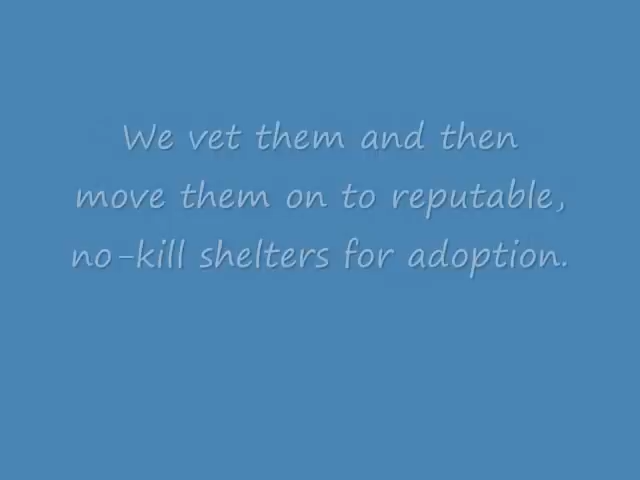 We vet them and then
move them on to reputable,
no-kill shelters for adoption.